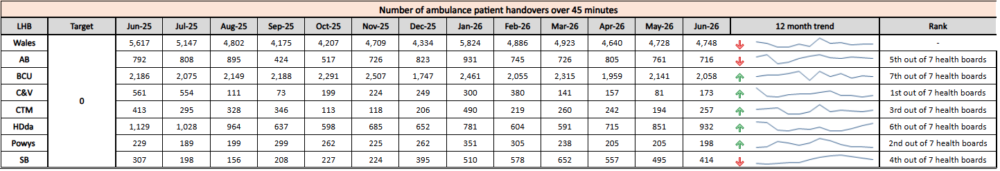 Number of ambulance patient handovers over 45 minutes
LHB Target Jun-25 Jul-25 Aug-25 Sep-25 Oct-25 Nov-25 Dec-25 Jan-26 Feb-26 Mar-26 Apr-26 May-26 Jun-26 12 month trend Rank
Wales 5,617 5,147 4,802 4,175 4,207 4,709 4,334 5,824 4,886 4,923 4,640 4,728 4,748 -
AB 792 808 895 424 517 726 823 931 745 726 805 761 716 5th out of 7 health boards
BCU 2,186 2,075 2,149 2,188 2,291 2,507 1,747 2,461 2,055 2,315 1,959 2,141 2,058 7th out of 7 health boards
C&V 561 554 111 73 199 224 249 300 380 141 157 81 173 1st out of 7 health boards
0
CTM 413 295 328 346 113 118 206 490 219 260 242 194 257 3rd out of 7 health boards
HDda 1,129 1,028 964 637 598 685 652 781 604 591 715 851 932 6th out of 7 health boards
Powys 229 189 199 299 262 225 262 351 305 238 205 205 198 2nd out of 7 health boards
SB 307 198 156 208 227 224 395 510 578 652 557 495 414 4th out of 7 health boards